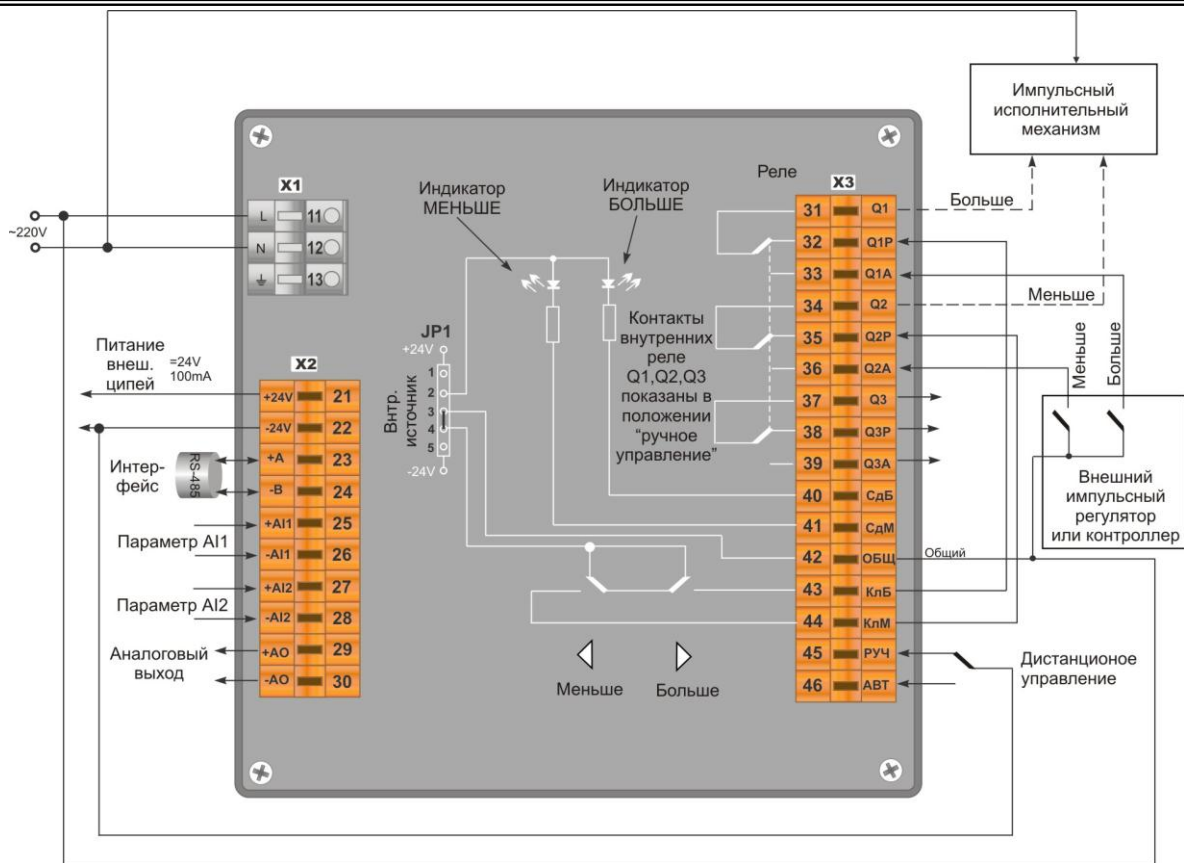 Импульсный
исполнительный
механизм
~220V
X1
L 11
N 12
13
Индикатор
МЕНЬШЕ
Индикатор
БОЛЬШЕ
Реле
X3
31 Q1
32 Q1P
33 Q1A
34 Q2
35 Q2P
36 Q2A
37 Q3
38 Q3P
39 Q3A
40 СдБ
41 СдМ
42 ОБЩ
43 КлБ
44 КлМ
45 РУЧ
46 АВТ
Больше
Меньше
Меньше
Больше
Контакты
внутренних
реле
Q1,Q2,Q3
показаны в
положении
“ручное
управление”
JP1
+24V
1
2
3
4
5
-24V
Внтр.
источник
Питание
внеш.
ципей
=24V
100mA
X2
+24V 21
-24V 22
+A 23
-B 24
+AI1 25
-AI1 26
+AI2 27
-AI2 28
+AO 29
-AO 30
Интер-
фейс
RS-485
Параметр AI1
Параметр AI2
Аналоговый
выход
Внешний
импульсный
регулятор
или контроллер
Общий
Дистанционое
управление
Меньше
Больше